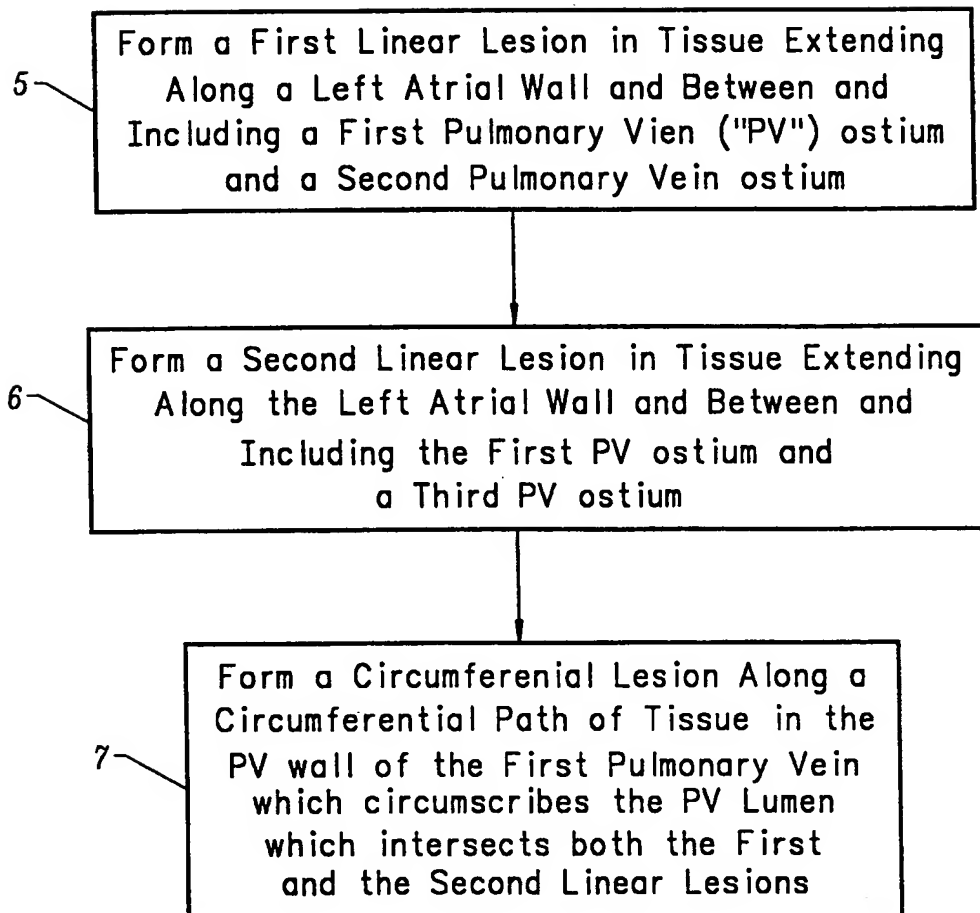 5
Form a First Linear Lesion in Tissue Extending
Along a Left Atrial Wall and Between and
Including a First Pulmonary Vien ("PV") ostium
and a Second Pulmonary Vein ostium
6
Form a Second Linear Lesion in Tissue Extending
Along the Left Atrial Wall and Between and
Including the First PV ostium and
a Third PV ostium
7
Form a Circumferenial Lesion Along a
Circumferential Path of Tissue in the
PV wall of the First Pulmonary Vein
which circumscribes the PV Lumen
which intersects both the First
and the Second Linear Lesions